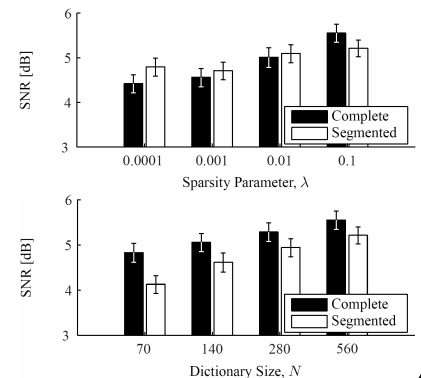 6
5
4
3
SNR [dB]
Complete
Segmented
0.0001 0.001 0.01 0.1
Sparsity Parameter, λ
6
5
4
3
SNR [dB]
Complete
Segmented
70 140 280 560
Dictionary Size, N